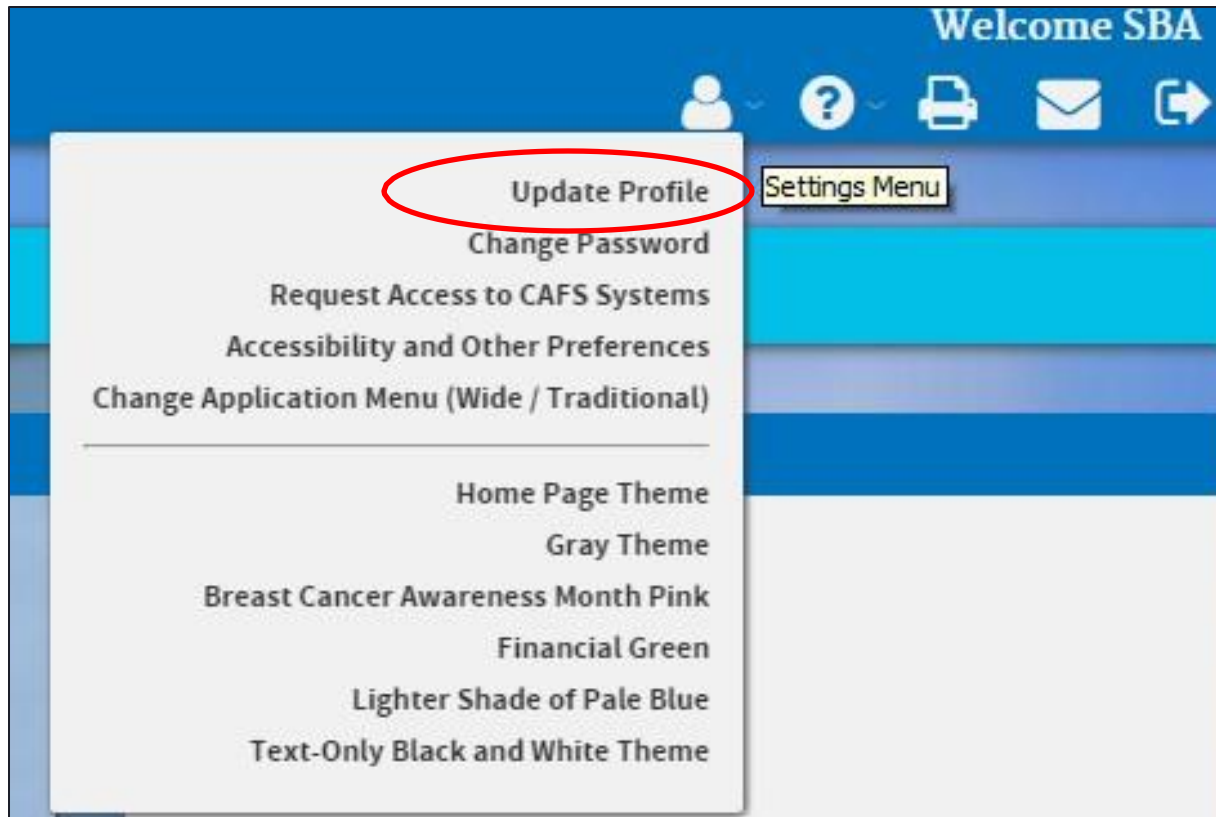 Welcome SBA
Update Profile
Settings Menu
Change Password
Request Access to CAFS Systems
Accessibility and Other Preferences
Change Application Menu (Wide / Traditional)
Home Page Theme
Gray Theme
Breast Cancer Awareness Month Pink
Financial Green
Lighter Shade of Pale Blue
Text-Only Black and White Theme